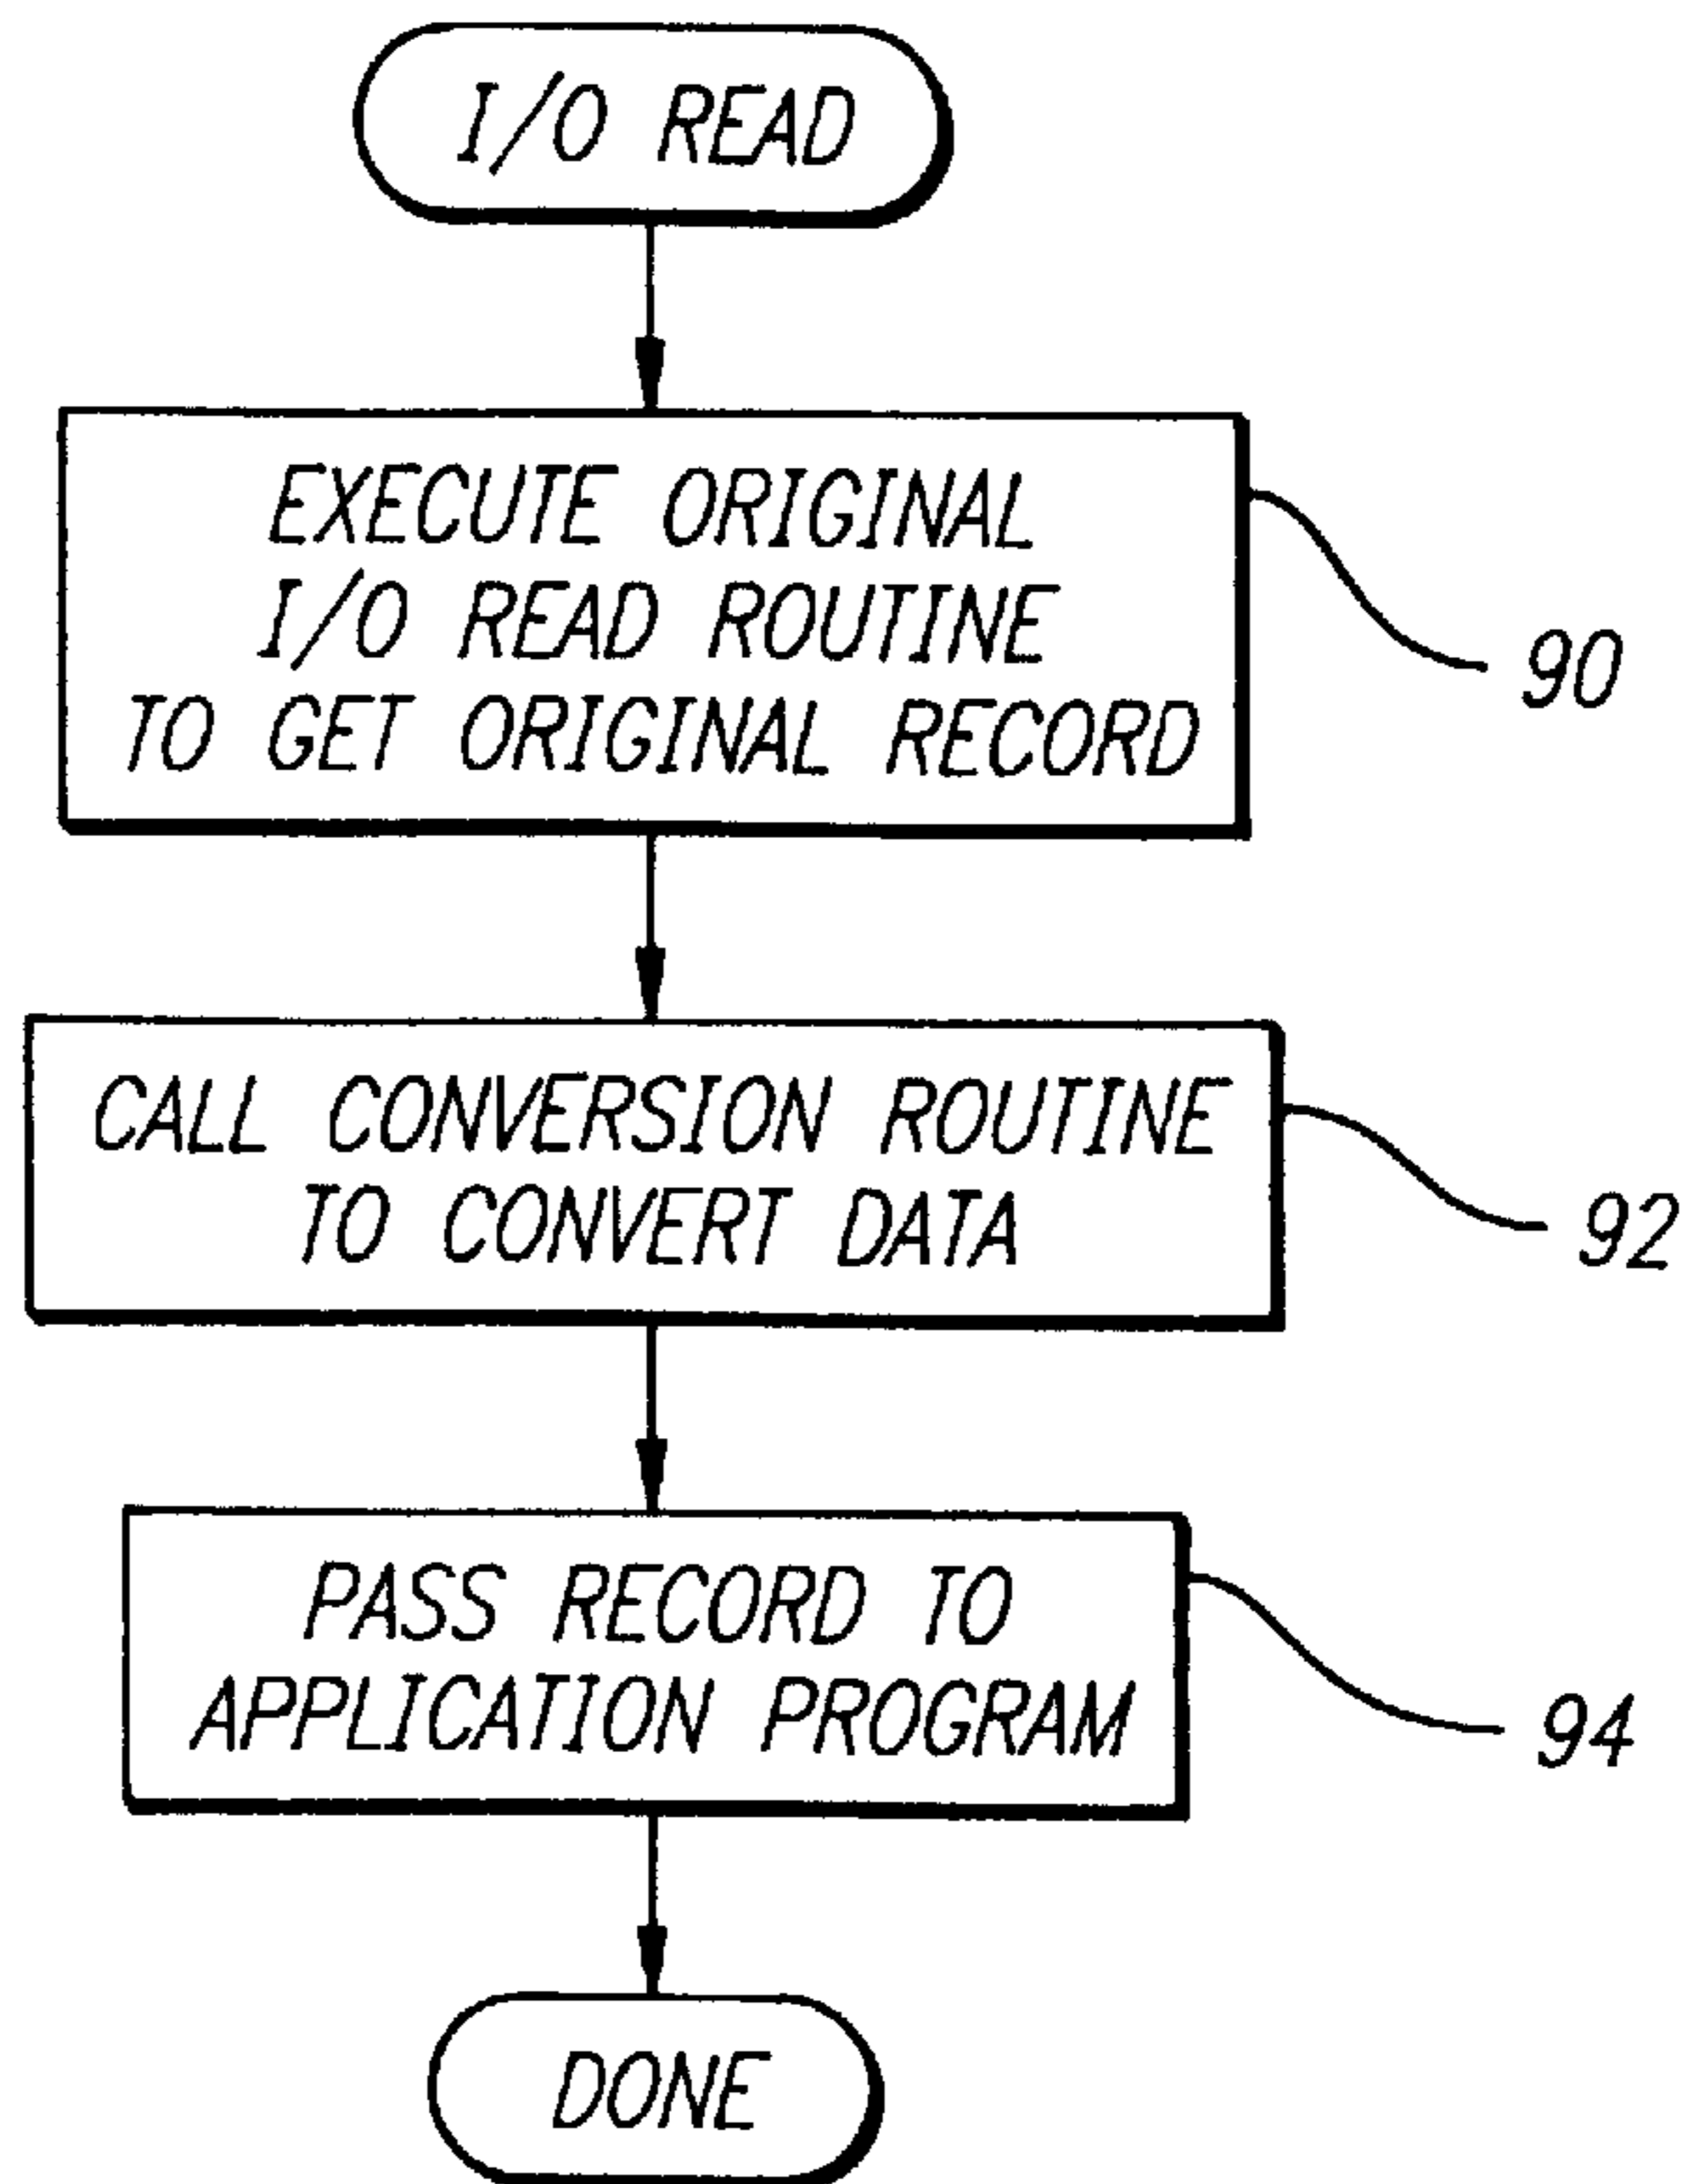 I/O READ
EXECUTE ORIGINAL
I/O READ ROUTINE
TO GET ORIGINAL RECORD
90
CALL CONVERSION ROUTINE
TO CONVERT DATA
92
PASS RECORD TO
APPLICATION PROGRAM
94
DONE